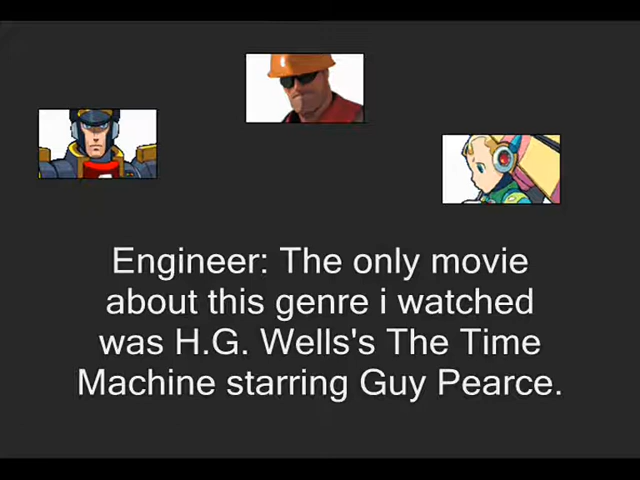 Engineer: The only movie
about this genre i watched
was H.G. Wells's The Time
Machine starring Guy Pearce.